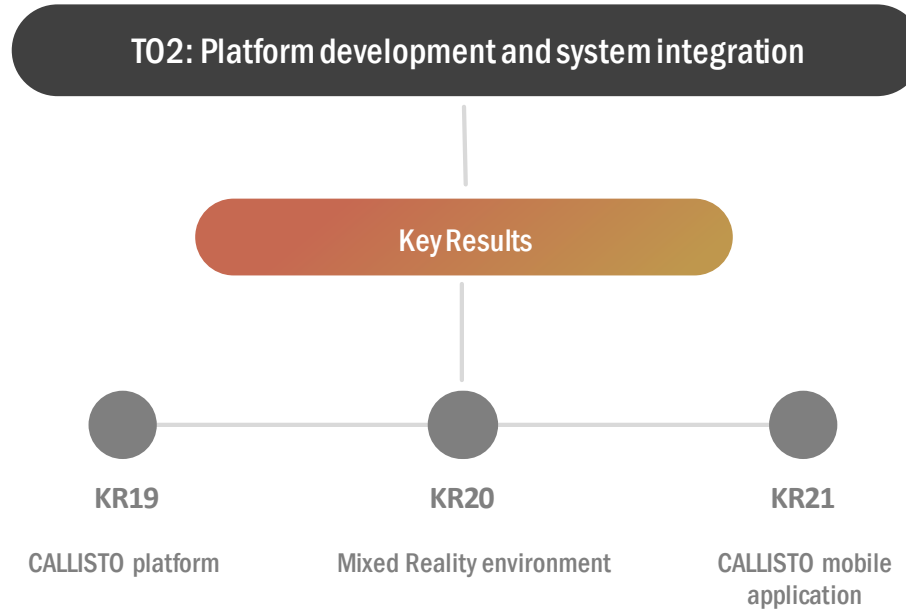 TO2: Platform development and system integration
Key Results
KR19
KR20
KR21
CALLISTO platform
Mixed Reality environment
CALLISTO mobile
application